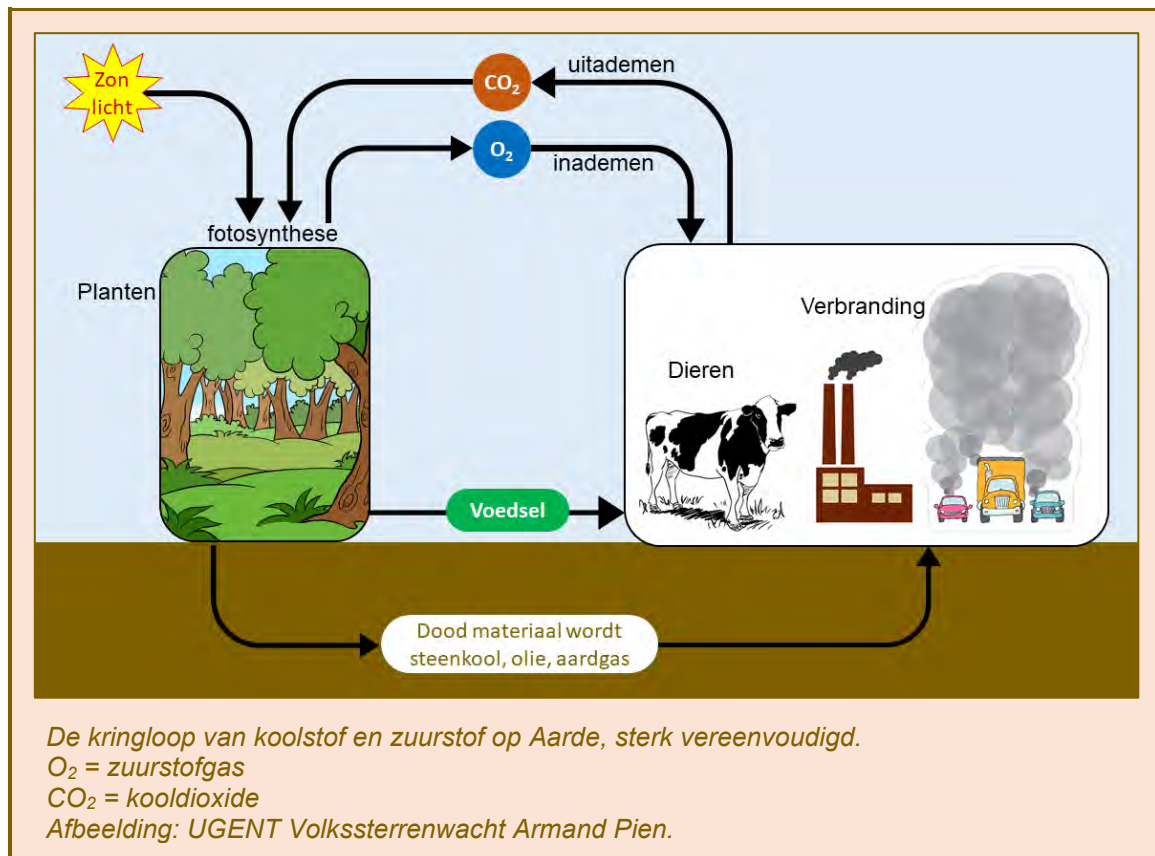 Zon
licht
CO₂
uitademen
O₂
inademen
fotosynthese
Planten
Verbranding
Dieren
Voedsel
Dood materiaal wordt
steenkool, olie, aardgas
De kringloop van koolstof en zuurstof op Aarde, sterk vereenvoudigd.
O₂ = zuurstofgas
CO₂ = kooldioxide
Afbeelding: UGENT Volkssterrenwacht Armand Pien.